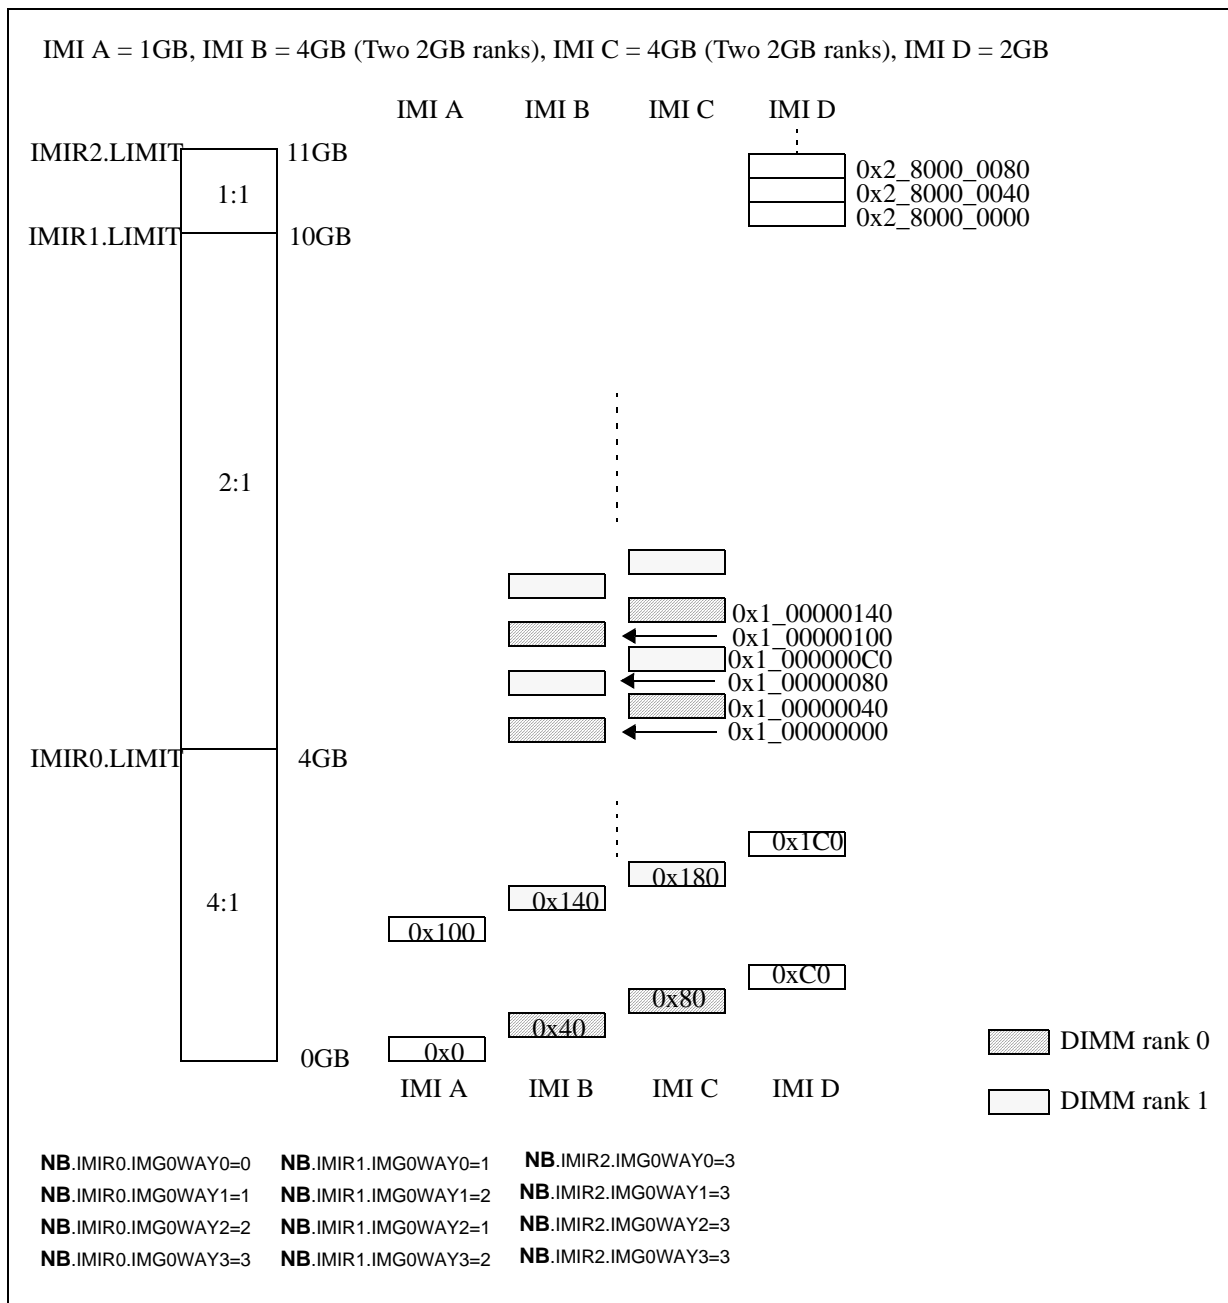 IMI A = 1GB, IMI B = 4GB (Two 2GB ranks), IMI C = 4GB (Two 2GB ranks), IMI D = 2GB
IMI A IMI B IMI C IMI D
IMIR2.LIMIT 11GB
1:1
0x2_8000_0080
0x2_8000_0040
0x2_8000_0000
IMIR1.LIMIT 10GB
2:1
0x1_00000140
0x1_00000100
0x1_000000C0
0x1_00000080
0x1_00000040
0x1_00000000
IMIR0.LIMIT 4GB
0x1C0
0x180
4:1 0x140
0x100
0xC0
0x80
0x40
0GB 0x0
DIMM rank 0
IMI A IMI B IMI C IMI D
DIMM rank 1
NB.IMIR0.IMG0WAY0=0 NB.IMIR1.IMG0WAY0=1 NB.IMIR2.IMG0WAY0=3
NB.IMIR0.IMG0WAY1=1 NB.IMIR1.IMG0WAY1=2 NB.IMIR2.IMG0WAY1=3
NB.IMIR0.IMG0WAY2=2 NB.IMIR1.IMG0WAY2=1 NB.IMIR2.IMG0WAY2=3
NB.IMIR0.IMG0WAY3=3 NB.IMIR1.IMG0WAY3=2 NB.IMIR2.IMG0WAY3=3